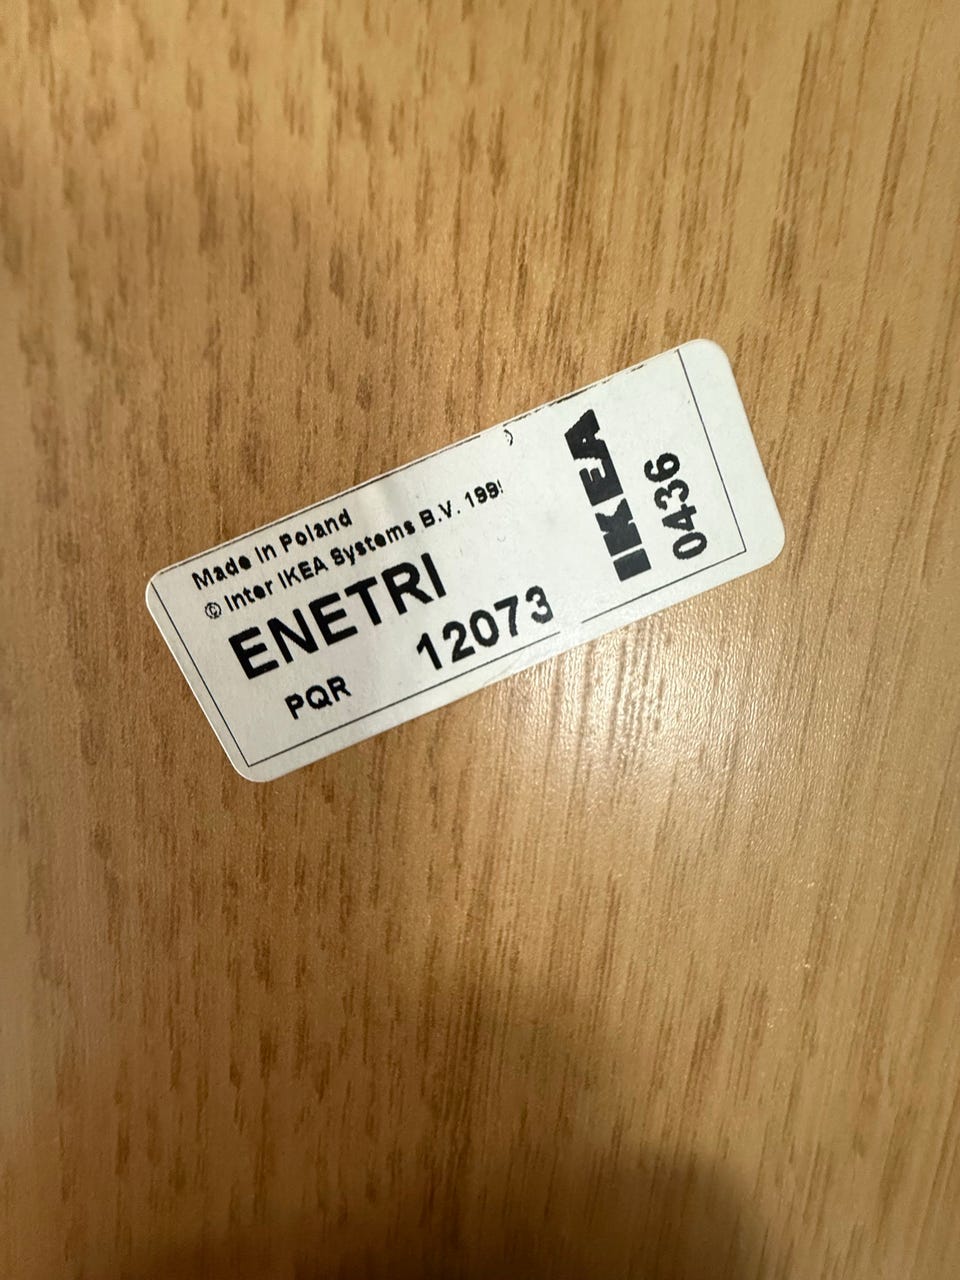 Made in Poland
© Inter IKEA Systems B.V.
ENETRI
PQR 12073
IKEA
0436